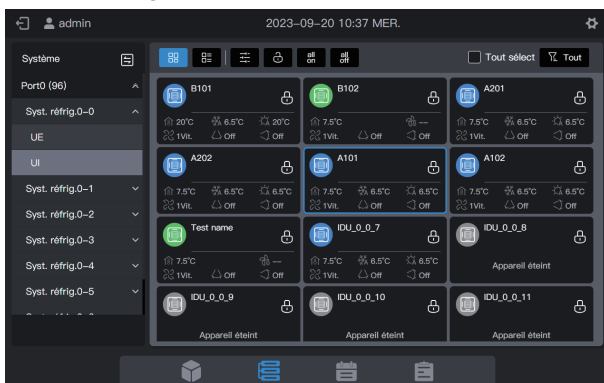 admin
2023-09-20 10:37 MER.
Système
all on
all off
Tout sélect
Tout
Port0 (96)
Syst. réfrig.0-0
UE
UI
Syst. réfrig.0-1
Syst. réfrig.0-2
Syst. réfrig.0-3
Syst. réfrig.0-4
Syst. réfrig.0-5
B101
20°C 6.5°C 20°C
1Vit. Off Off
B102
7.5°C --
1Vit. Off Off
A201
7.5°C 6.5°C 6.5°C
1Vit. Off Off
A202
7.5°C 6.5°C 6.5°C
1Vit. Off Off
A101
7.5°C 6.5°C 6.5°C
1Vit. Off Off
A102
7.5°C 6.5°C 6.5°C
1Vit. Off Off
Test name
7.5°C --
1Vit. Off Off
IDU_0_0_7
7.5°C 6.5°C 6.5°C
1Vit. Off Off
IDU_0_0_8
Appareil éteint
IDU_0_0_9
Appareil éteint
IDU_0_0_10
Appareil éteint
IDU_0_0_11
Appareil éteint